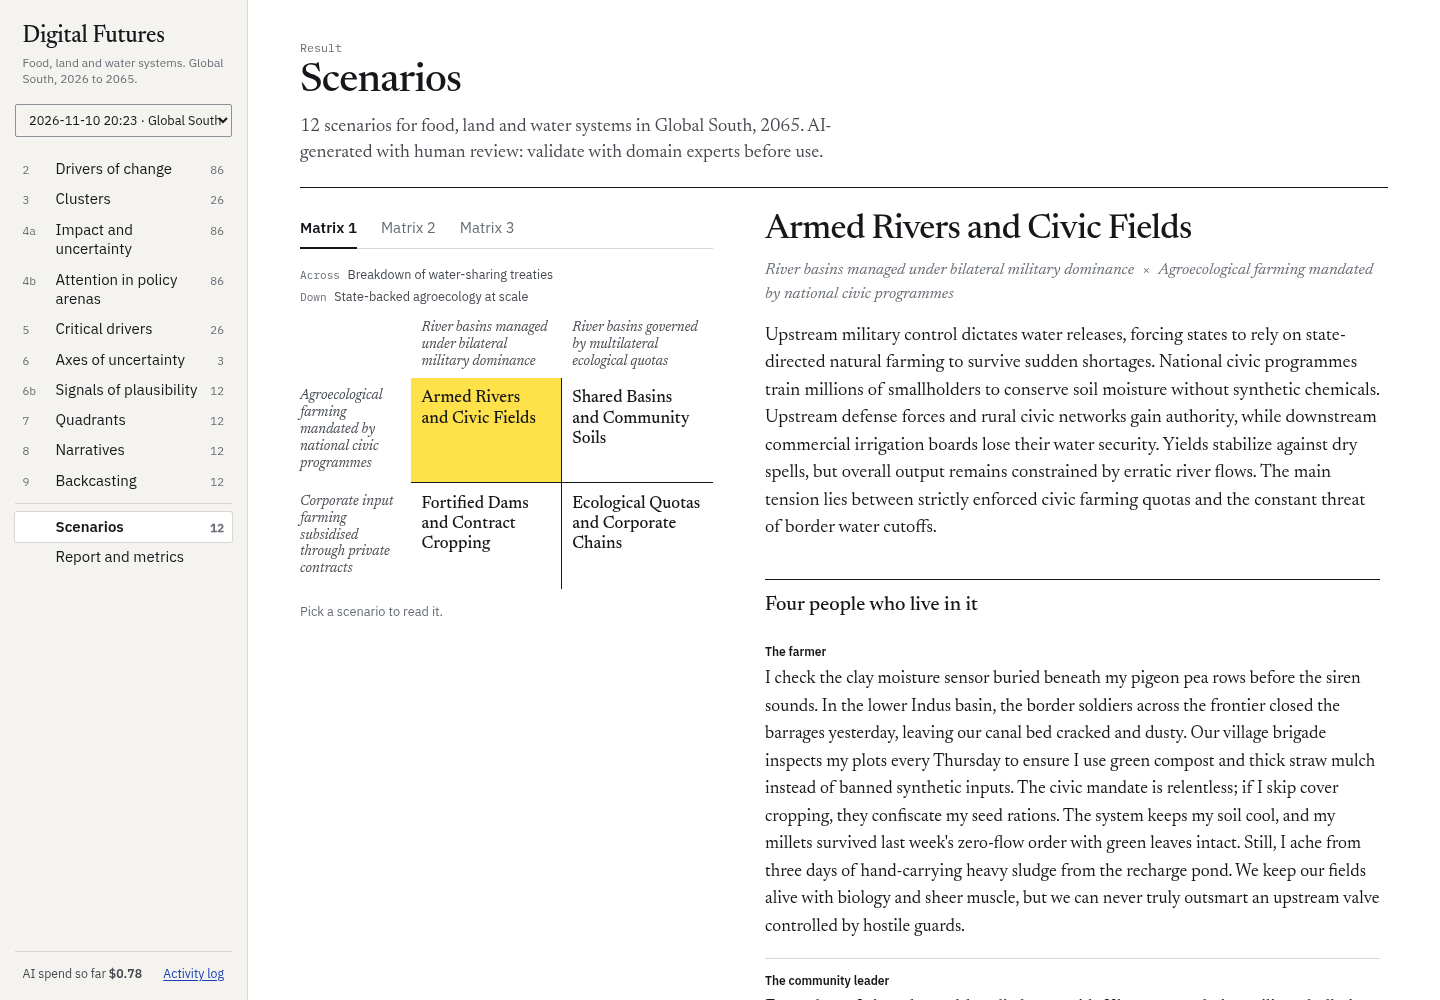 Digital Futures
Food, land and water systems. Global
South, 2026 to 2065.
2026-11-10 20:23 · Global South
2 Drivers of change 86
3 Clusters 26
4a Impact and 86
uncertainty
4b Attention in policy 86
arenas
5 Critical drivers 26
6 Axes of uncertainty 3
6b Signals of plausibility 12
7 Quadrants 12
8 Narratives 12
9 Backcasting 12
Scenarios 12
Report and metrics
AI spend so far $0.78 Activity log
Result
Scenarios
12 scenarios for food, land and water systems in Global South, 2065. AI-
generated with human review: validate with domain experts before use.
Matrix 1 Matrix 2 Matrix 3
Across Breakdown of water-sharing treaties
Down State-backed agroecology at scale
River basins managed
under bilateral
military dominance
River basins governed
by multilateral
ecological quotas
Agroecological
farming
mandated by
national civic
programmes
Armed Rivers
and Civic Fields
Shared Basins
and Community
Soils
Corporate input
farming
subsidised
through private
contracts
Fortified Dams
and Contract
Cropping
Ecological Quotas
and Corporate
Chains
Pick a scenario to read it.
Armed Rivers and Civic Fields
River basins managed under bilateral military dominance × Agroecological farming mandated
by national civic programmes
Upstream military control dictates water releases, forcing states to rely on state-
directed natural farming to survive sudden shortages. National civic programmes
train millions of smallholders to conserve soil moisture without synthetic chemicals.
Upstream defense forces and rural civic networks gain authority, while downstream
commercial irrigation boards lose their water security. Yields stabilize against dry
spells, but overall output remains constrained by erratic river flows. The main
tension lies between strictly enforced civic farming quotas and the constant threat
of border water cutoffs.
Four people who live in it
The farmer
I check the clay moisture sensor buried beneath my pigeon pea rows before the siren
sounds. In the lower Indus basin, the border soldiers across the frontier closed the
barrages yesterday, leaving our canal bed cracked and dusty. Our village brigade
inspects my plots every Thursday to ensure I use green compost and thick straw mulch
instead of banned synthetic inputs. The civic mandate is relentless; if I skip cover
cropping, they confiscate my seed rations. The system keeps my soil cool, and my
millets survived last week's zero-flow order with green leaves intact. Still, I ache from
three days of hand-carrying heavy sludge from the recharge pond. We keep our fields
alive with biology and sheer muscle, but we can never truly outsmart an upstream valve
controlled by hostile guards.
The community leader